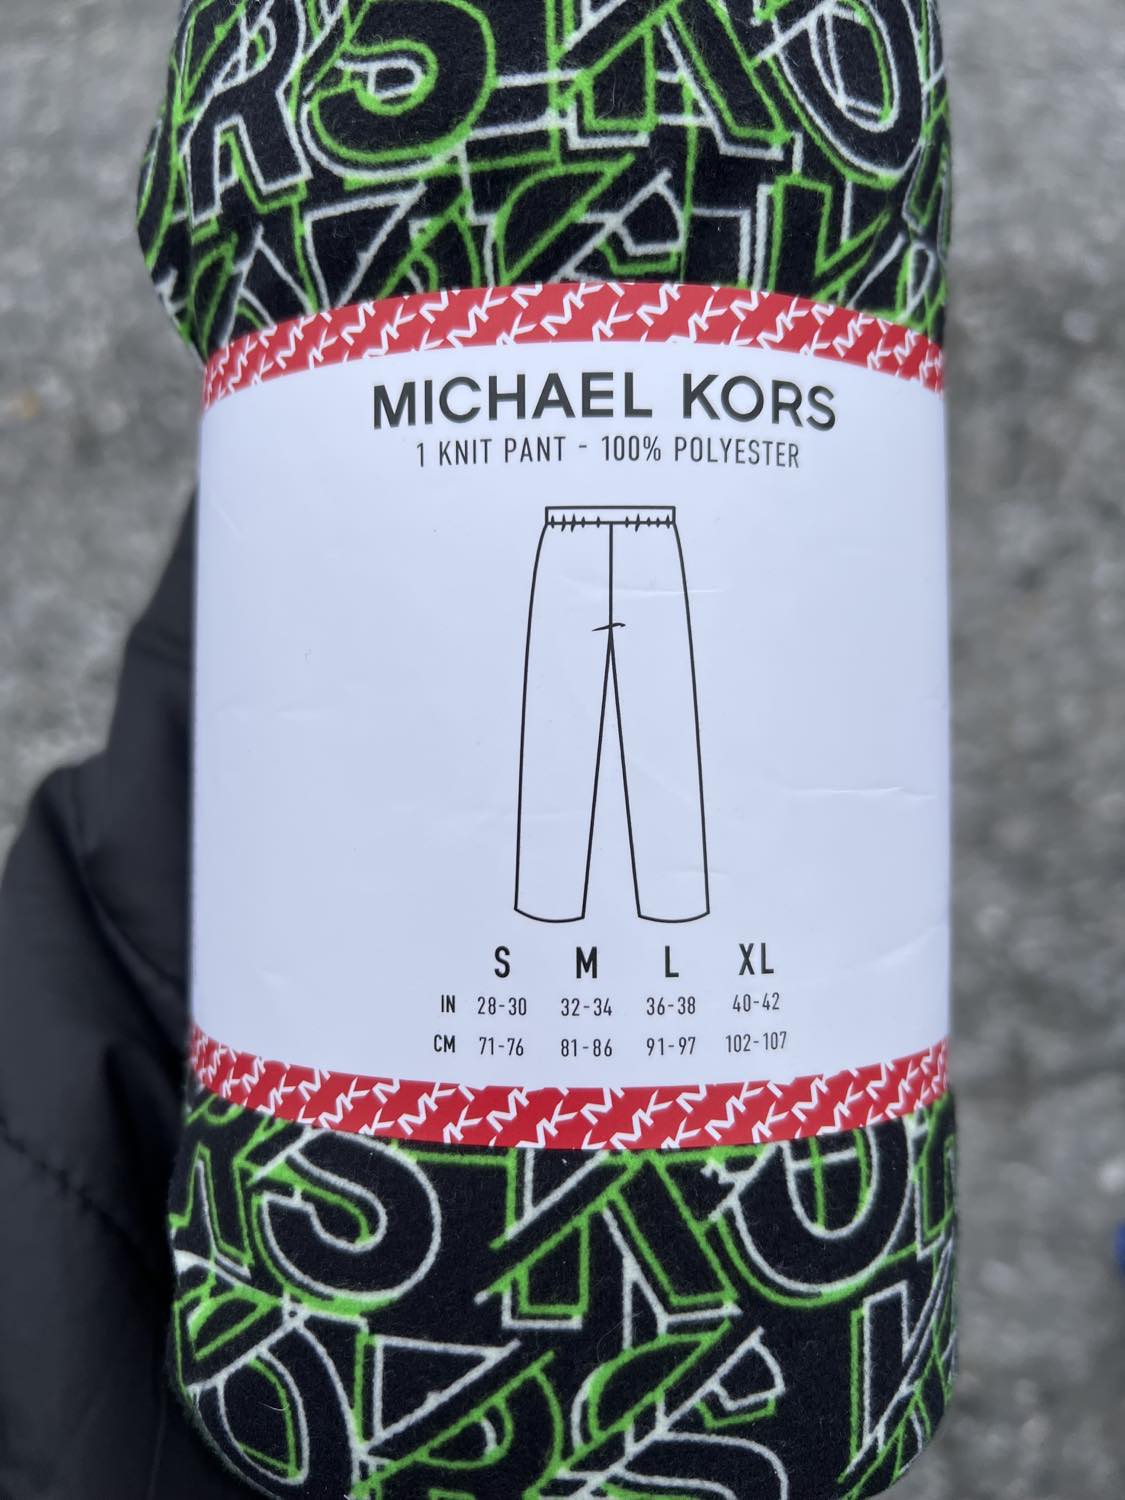 MICHAEL KORS
1 KNIT PANT - 100% POLYESTER
S M L XL
IN 28-30 32-34 36-38 40-42
CM 71-76 81-86 91-97 102-107